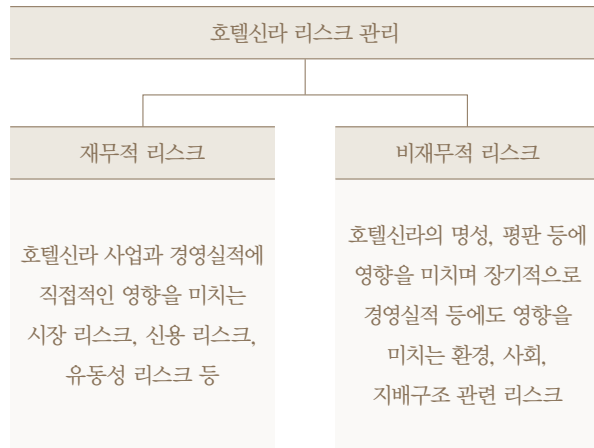 호텔신라 리스크 관리
재무적 리스크
호텔신라 사업과 경영실적에
직접적인 영향을 미치는
시장 리스크, 신용 리스크,
유동성 리스크 등
비재무적 리스크
호텔신라의 명성, 평판 등에
영향을 미치며 장기적으로
경영실적 등에도 영향을
미치는 환경, 사회,
지배구조 관련 리스크